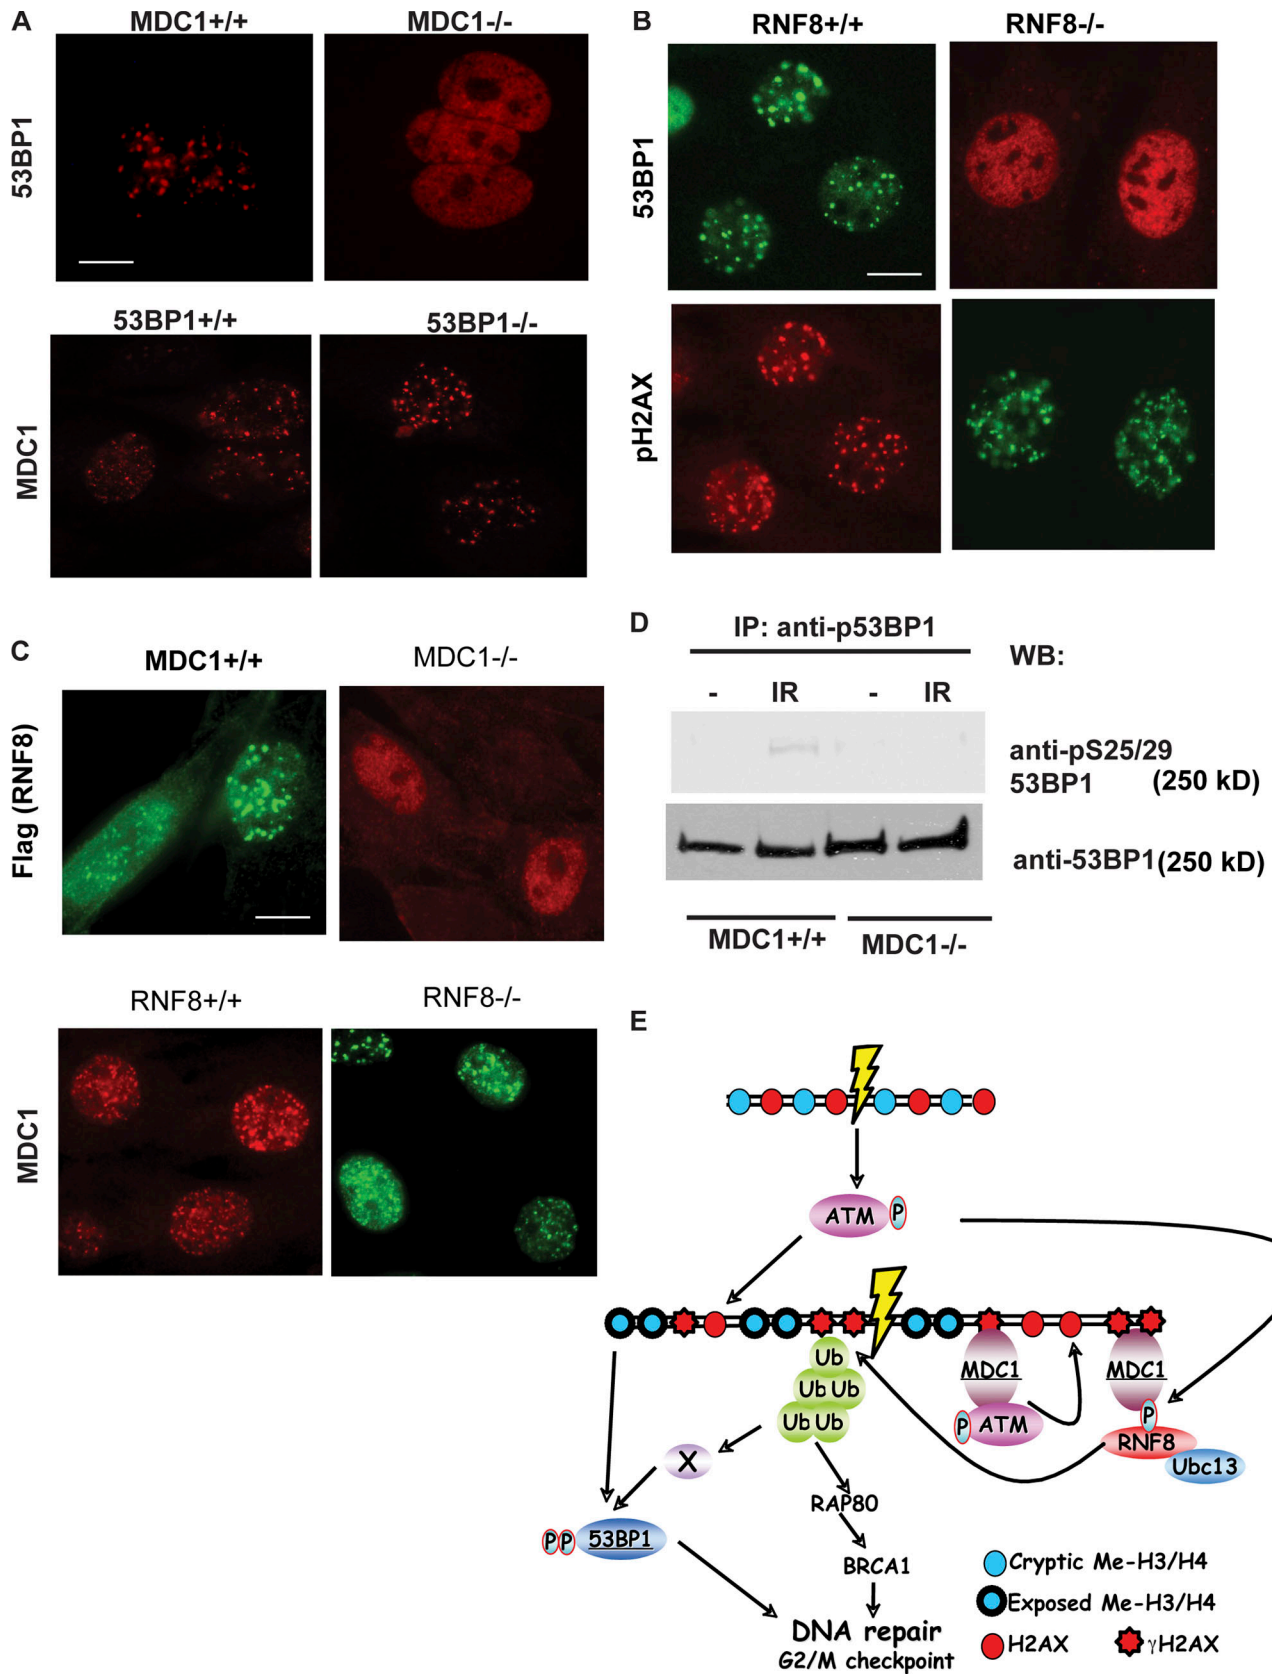 A
MDC1+/+
MDC1-/-
53BP1
53BP1+/+
53BP1-/-
MDC1
B
RNF8+/+
RNF8-/-
53BP1
pH2AX
C
MDC1+/+
MDC1-/-
Flag (RNF8)
RNF8+/+
RNF8-/-
MDC1
D
IP: anti-p53BP1
WB:
- IR - IR
anti-pS25/29
53BP1 (250 kD)
anti-53BP1 (250 kD)
MDC1+/+
MDC1-/-
E
ATM P
Ub
Ub Ub
Ub Ub
MDC1
P ATM
MDC1
P
RNF8
Ubc13
X
RAP80
P P 53BP1
BRCA1
DNA repair
G2/M checkpoint
Cryptic Me-H3/H4
Exposed Me-H3/H4
H2AX
γH2AX